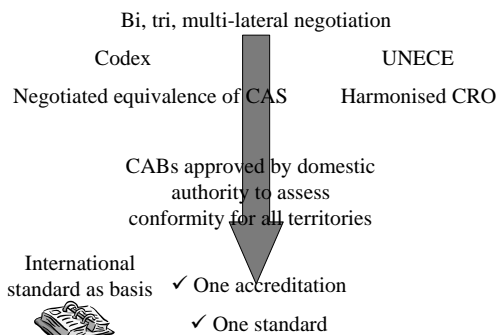 Bi, tri, multi-lateral negotiation
Codex
UNECE
Negotiated equivalence of CAS
Harmonised CRO
CABs approved by domestic
authority to assess
conformity for all territories
International
standard as basis
✓ One accreditation
✓ One standard